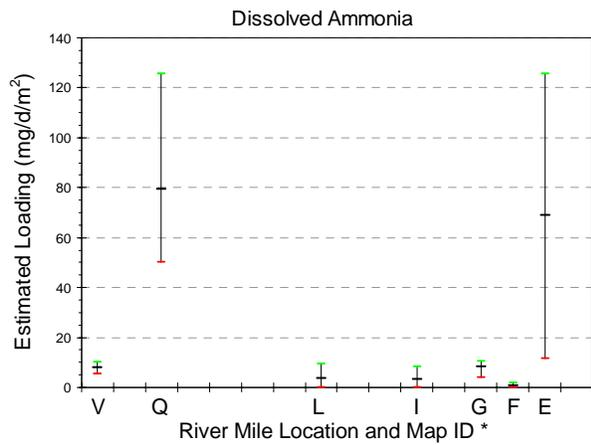 Dissolved Ammonia
Estimated Loading (mg/d/m²)
140
120
100
80
60
40
20
0
V Q L I G F E
River Mile Location and Map ID *